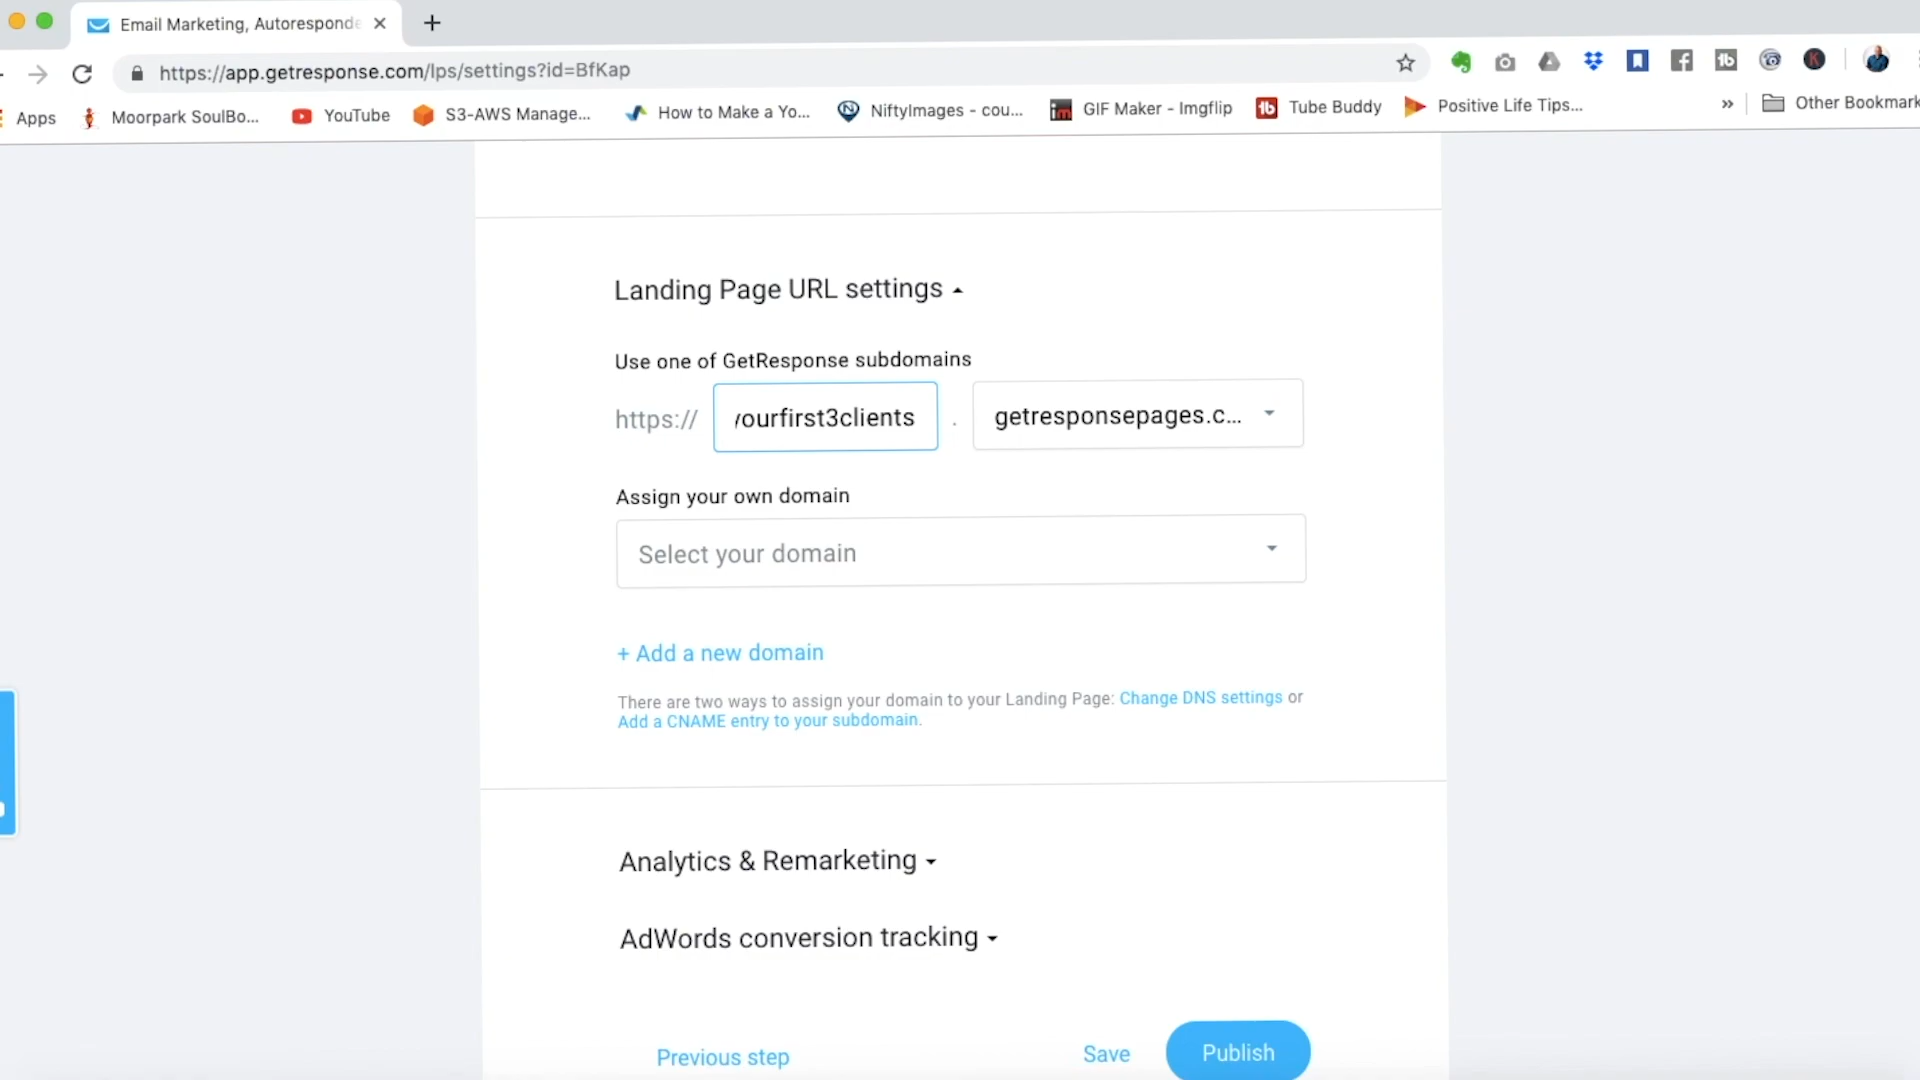 Email Marketing, Autoresponde
https://app.getresponse.com/lps/settings?id=BfKap
Apps Moorpark SoulBo... YouTube S3-AWS Manage... How to Make a Yo... NiftyImages - cou... GIF Maker - Imgflip Tube Buddy Positive Life Tips... » Other Bookmark
Landing Page URL settings
Use one of GetResponse subdomains
https:// yourfirst3clients . getresponsepages.c...
Assign your own domain
Select your domain
+ Add a new domain
There are two ways to assign your domain to your Landing Page: Change DNS settings or
Add a CNAME entry to your subdomain.
Analytics & Remarketing
AdWords conversion tracking
Previous step Save Publish